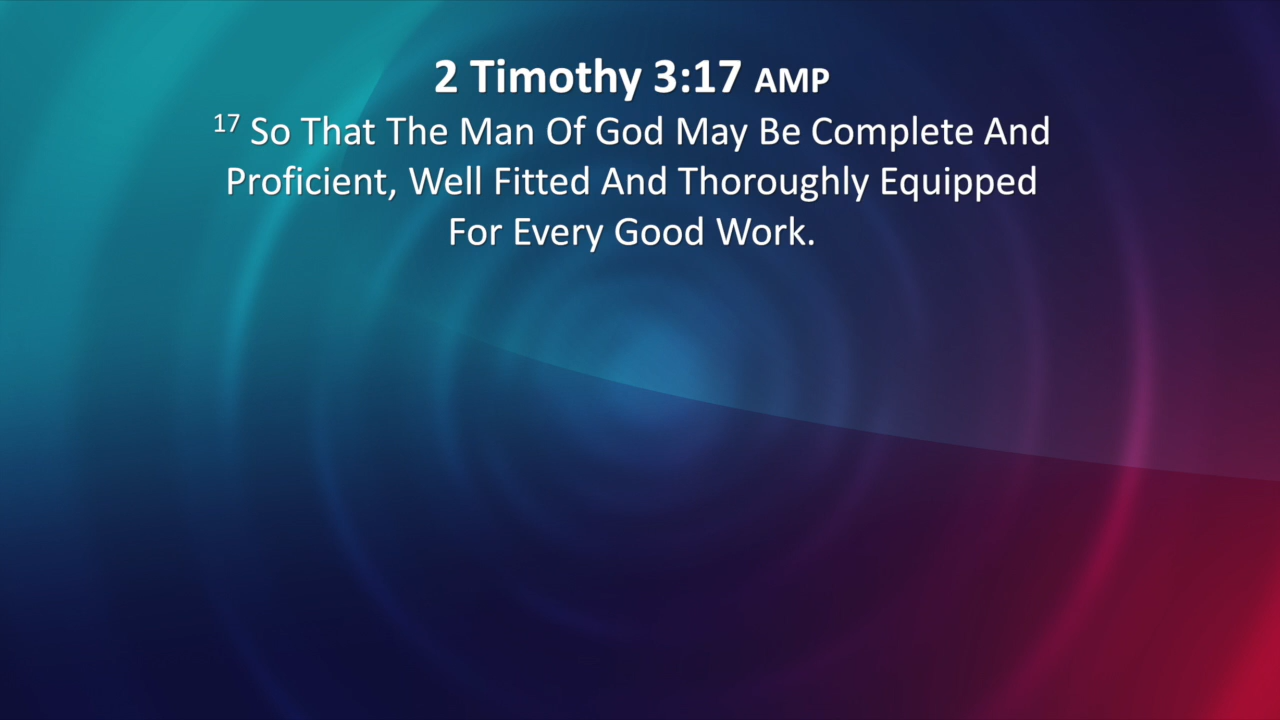 2 Timothy 3:17 AMP
17 So That The Man Of God May Be Complete And
Proficient, Well Fitted And Thoroughly Equipped
For Every Good Work.